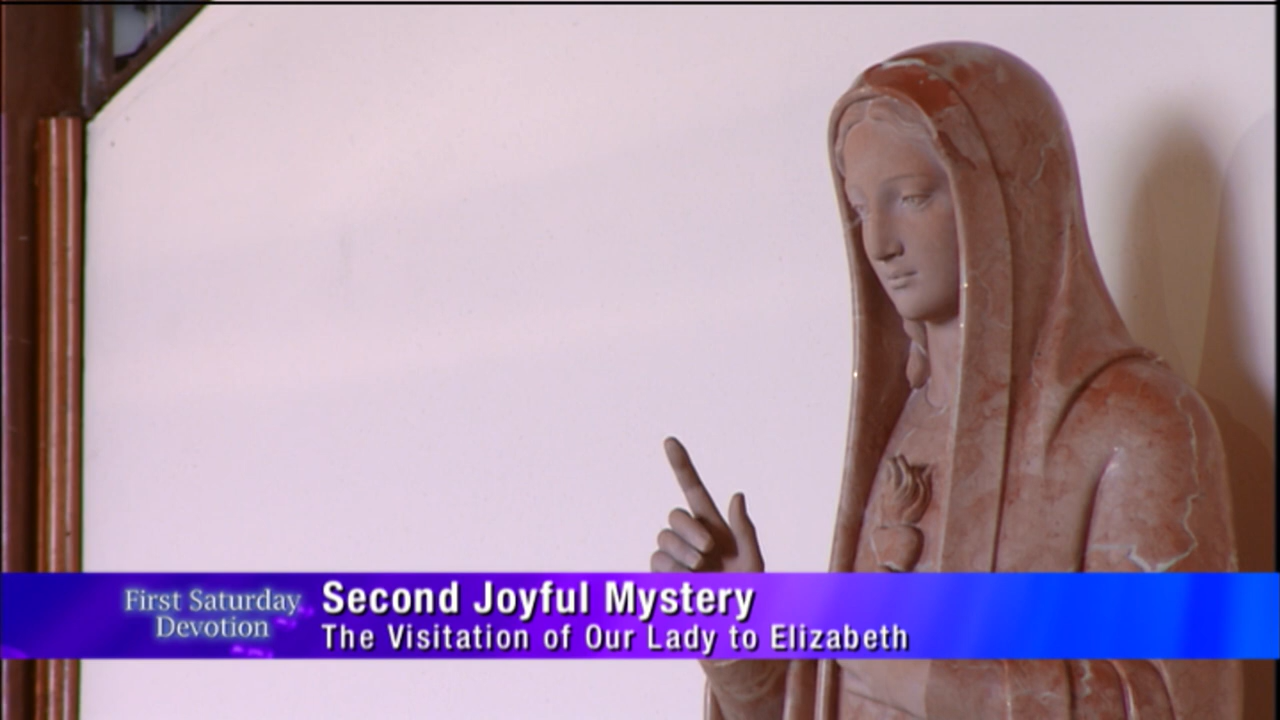 First Saturday
Devotion
Second Joyful Mystery
The Visitation of Our Lady to Elizabeth